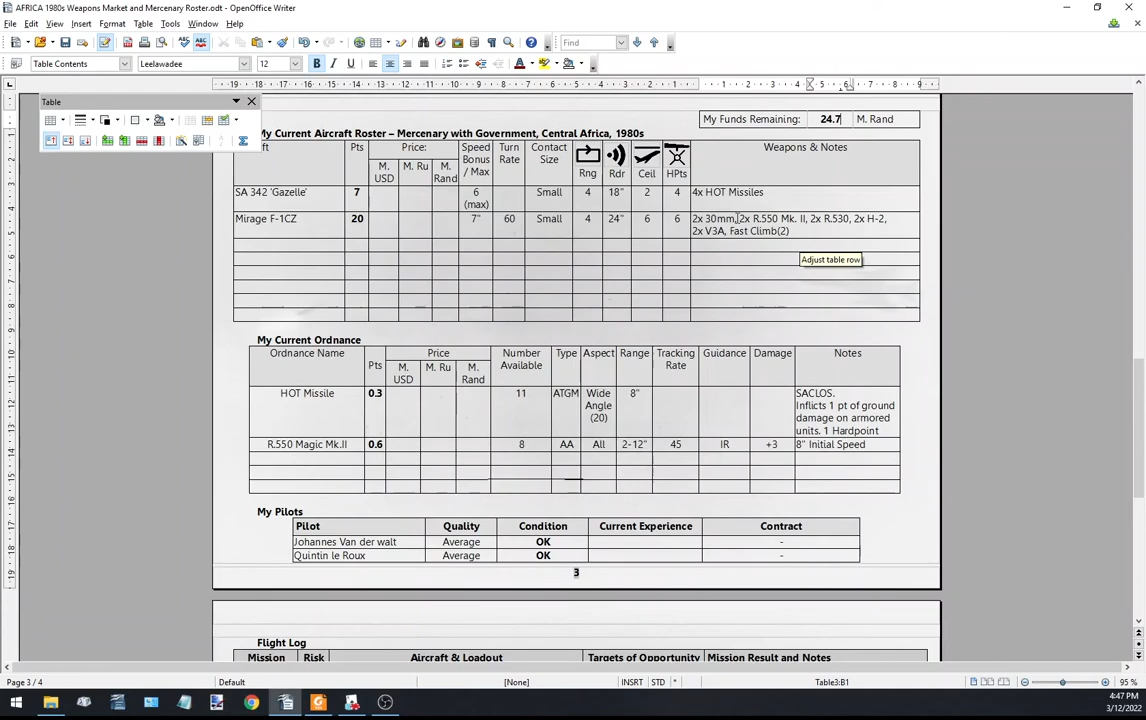 AFRICA 1980s Weapons Market and Mercenary Roster.odt - OpenOffice Writer
File Edit View Insert Format Table Tools Window Help
Find
Table Contents Leelawadee 12
Table
My Funds Remaining: 24.7 M. Rand
My Current Aircraft Roster – Mercenary with Government, Central Africa, 1980s
Pts Price: Speed Bonus / Max Turn Rate Contact Size Rng Rdr Ceil HPts Weapons & Notes
M. USD M. Ru M. Rand
SA 342 'Gazelle' 7 6 (max) Small 4 18" 2 4 4x HOT Missiles
Mirage F-1CZ 20 7" 60 Small 4 24" 6 6 2x 30mm, 2x R.550 Mk. II, 2x R.530, 2x H-2,
2x V3A, Fast Climb(2)
Adjust table row
My Current Ordnance
Ordnance Name Pts Price Number Available Type Aspect Range Tracking Rate Guidance Damage Notes
M. USD M. Ru M. Rand
HOT Missile 0.3 11 ATGM Wide Angle (20) 8" SACLOS.
Inflicts 1 pt of ground
damage on armored
units. 1 Hardpoint
R.550 Magic Mk.II 0.6 8 AA All 2-12" 45 IR +3 8" Initial Speed
My Pilots
Pilot Quality Condition Current Experience Contract
Johannes Van der walt Average OK -
Quintin le Roux Average OK -
3
Flight Log
Mission Risk Aircraft & Loadout Targets of Opportunity Mission Result and Notes
Page 3 / 4 Default [None] INSRT STD * Table3:B1 95 %
4:47 PM
3/12/2022